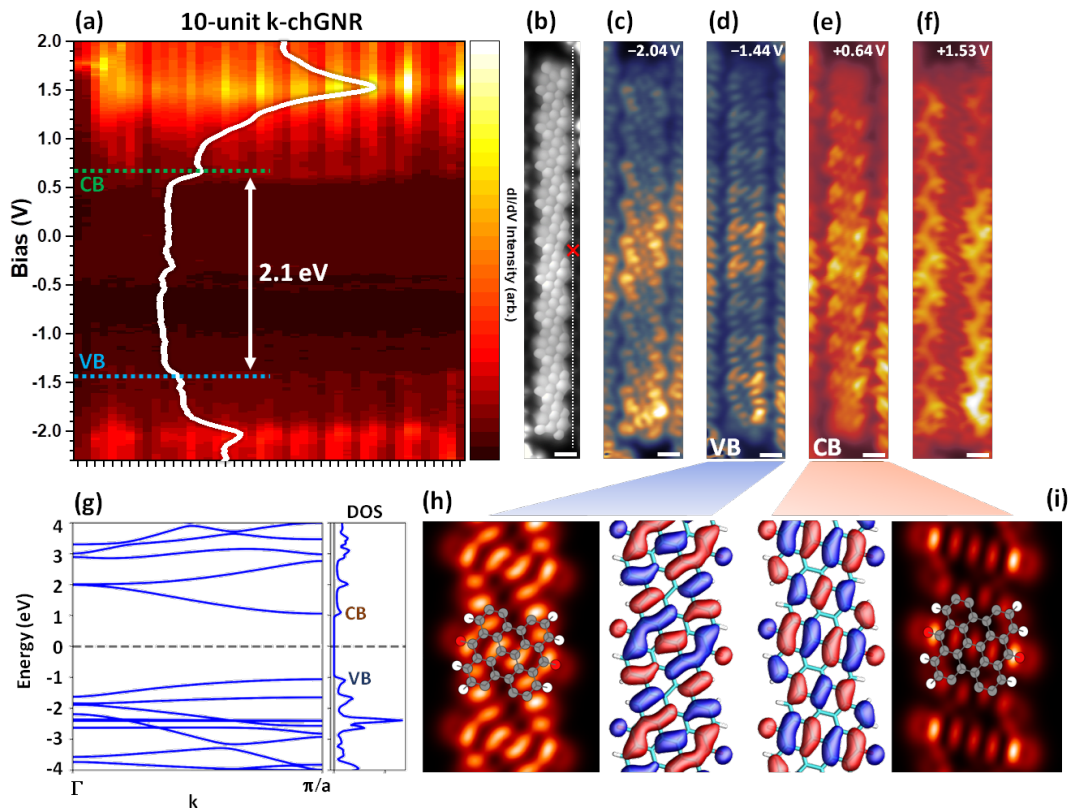 (a)
10-unit k-chGNR
2.0
1.5
1.0
0.5
0.0
-0.5
-1.0
-1.5
-2.0
Bias (V)
CB
VB
2.1 eV
dI/dV Intensity (arb.)
(b)
(c)
−2.04 V
(d)
−1.44 V
VB
(e)
+0.64 V
CB
(f)
+1.53 V
(g)
DOS
4
3
2
1
0
-1
-2
-3
-4
Energy (eV)
CB
VB
Γ
π/a
k
(h)
(i)